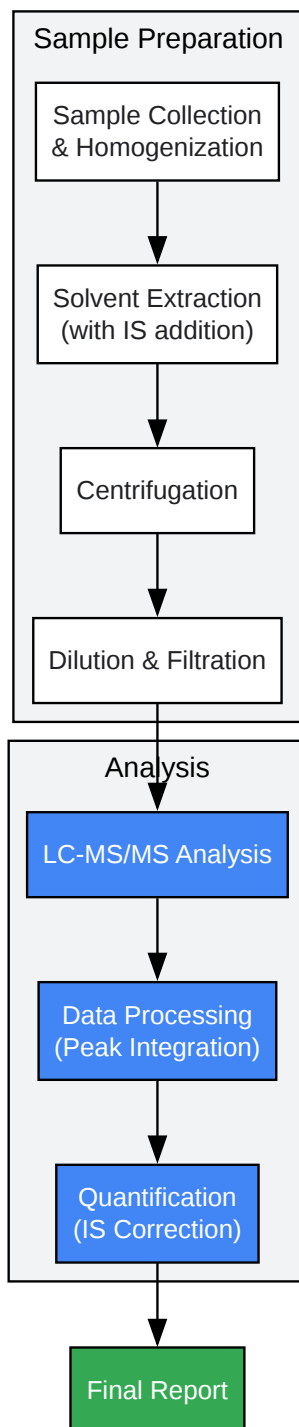 Sample Preparation
Sample Collection
& Homogenization
Solvent Extraction
(with IS addition)
Centrifugation
Dilution & Filtration
Analysis
LC-MS/MS Analysis
Data Processing
(Peak Integration)
Quantification
(IS Correction)
Final Report